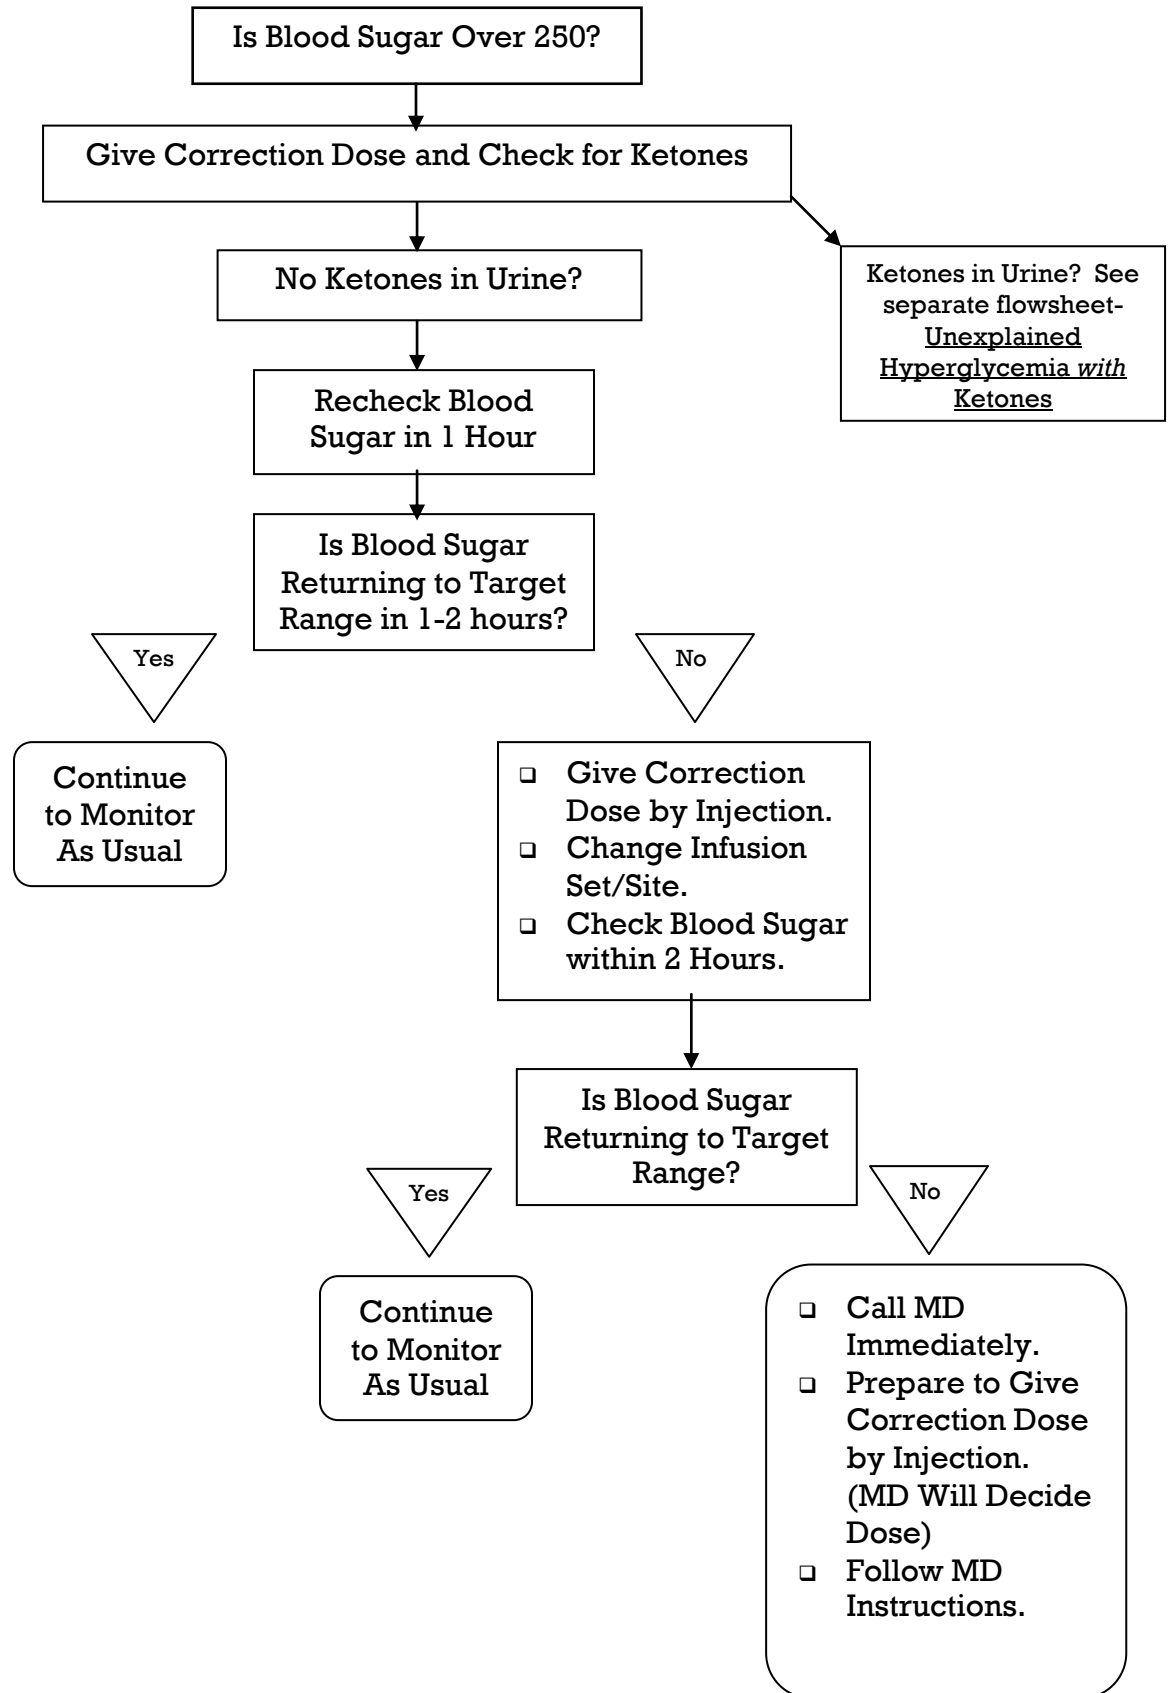 Is Blood Sugar Over 250?
Give Correction Dose and Check for Ketones
No Ketones in Urine?
Ketones in Urine? See
separate flowsheet-
Unexplained
Hyperglycemia with
Ketones
Recheck Blood
Sugar in 1 Hour
Is Blood Sugar
Returning to Target
Range in 1-2 hours?
Yes
No
Continue
to Monitor
As Usual
❑ Give Correction
Dose by Injection.
❑ Change Infusion
Set/Site.
❑ Check Blood Sugar
within 2 Hours.
Is Blood Sugar
Returning to Target
Range?
Yes
No
Continue
to Monitor
As Usual
❑ Call MD
Immediately.
❑ Prepare to Give
Correction Dose
by Injection.
(MD Will Decide
Dose)
❑ Follow MD
Instructions.